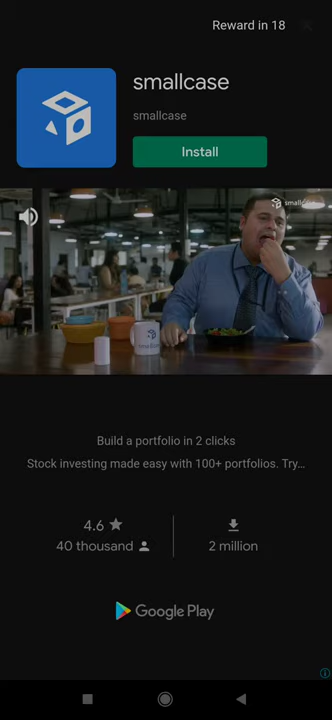 Reward in 18
smallcase
smallcase
Install
smallcase
smallcase
Build a portfolio in 2 clicks
Stock investing made easy with 100+ portfolios. Try...
4.6
40 thousand
2 million
Google Play